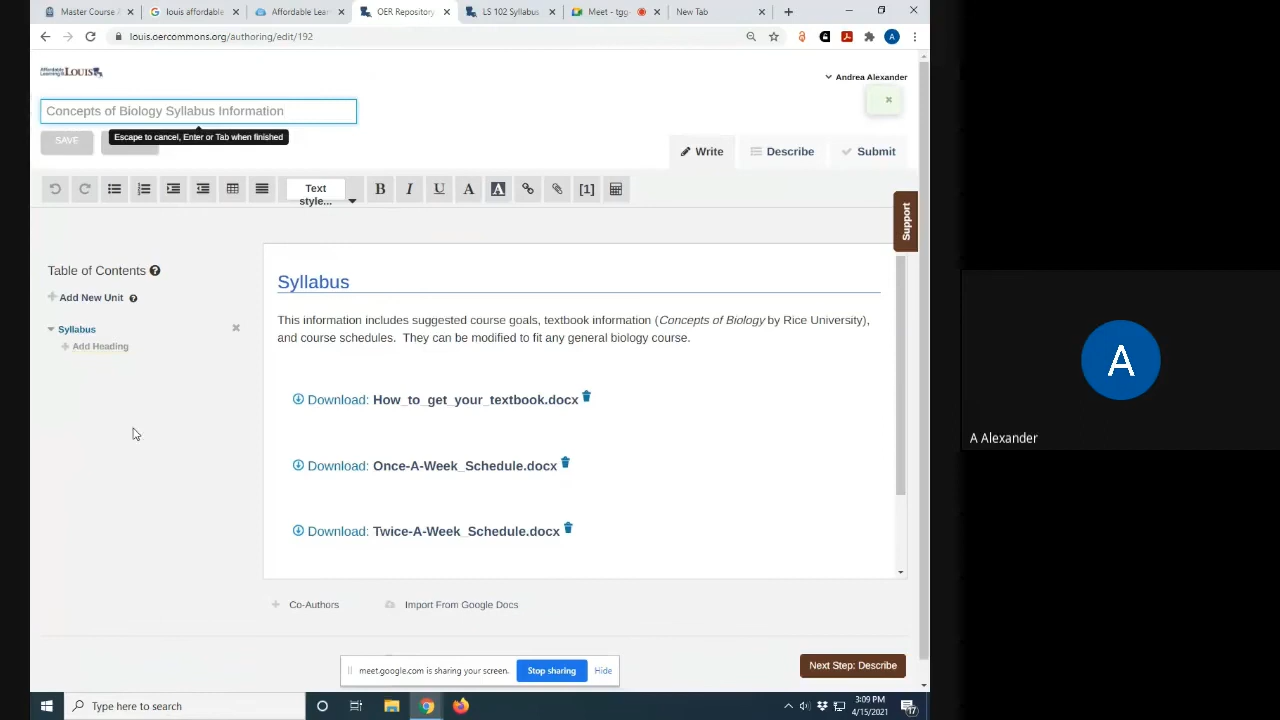 Master Course A
louis affordable
Affordable Lear
OER Repository
LS 102 Syllabus
Meet - tgg-
New Tab
louis.oercommons.org/authoring/edit/192
A
LOUIS
Andrea Alexander
Concepts of Biology Syllabus Information
Escape to cancel, Enter or Tab when finished
SAVE
Write
Describe
Submit
Text style...
B
I
U
A
A
[1]
Support
Table of Contents
Add New Unit
Syllabus
Add Heading
Syllabus
This information includes suggested course goals, textbook information (Concepts of Biology by Rice University),
and course schedules. They can be modified to fit any general biology course.
Download: How_to_get_your_textbook.docx
Download: Once-A-Week_Schedule.docx
Download: Twice-A-Week_Schedule.docx
Co-Authors
Import From Google Docs
meet.google.com is sharing your screen.
Stop sharing
Hide
Next Step: Describe
Type here to search
3:09 PM
4/15/2021
17
A
A Alexander